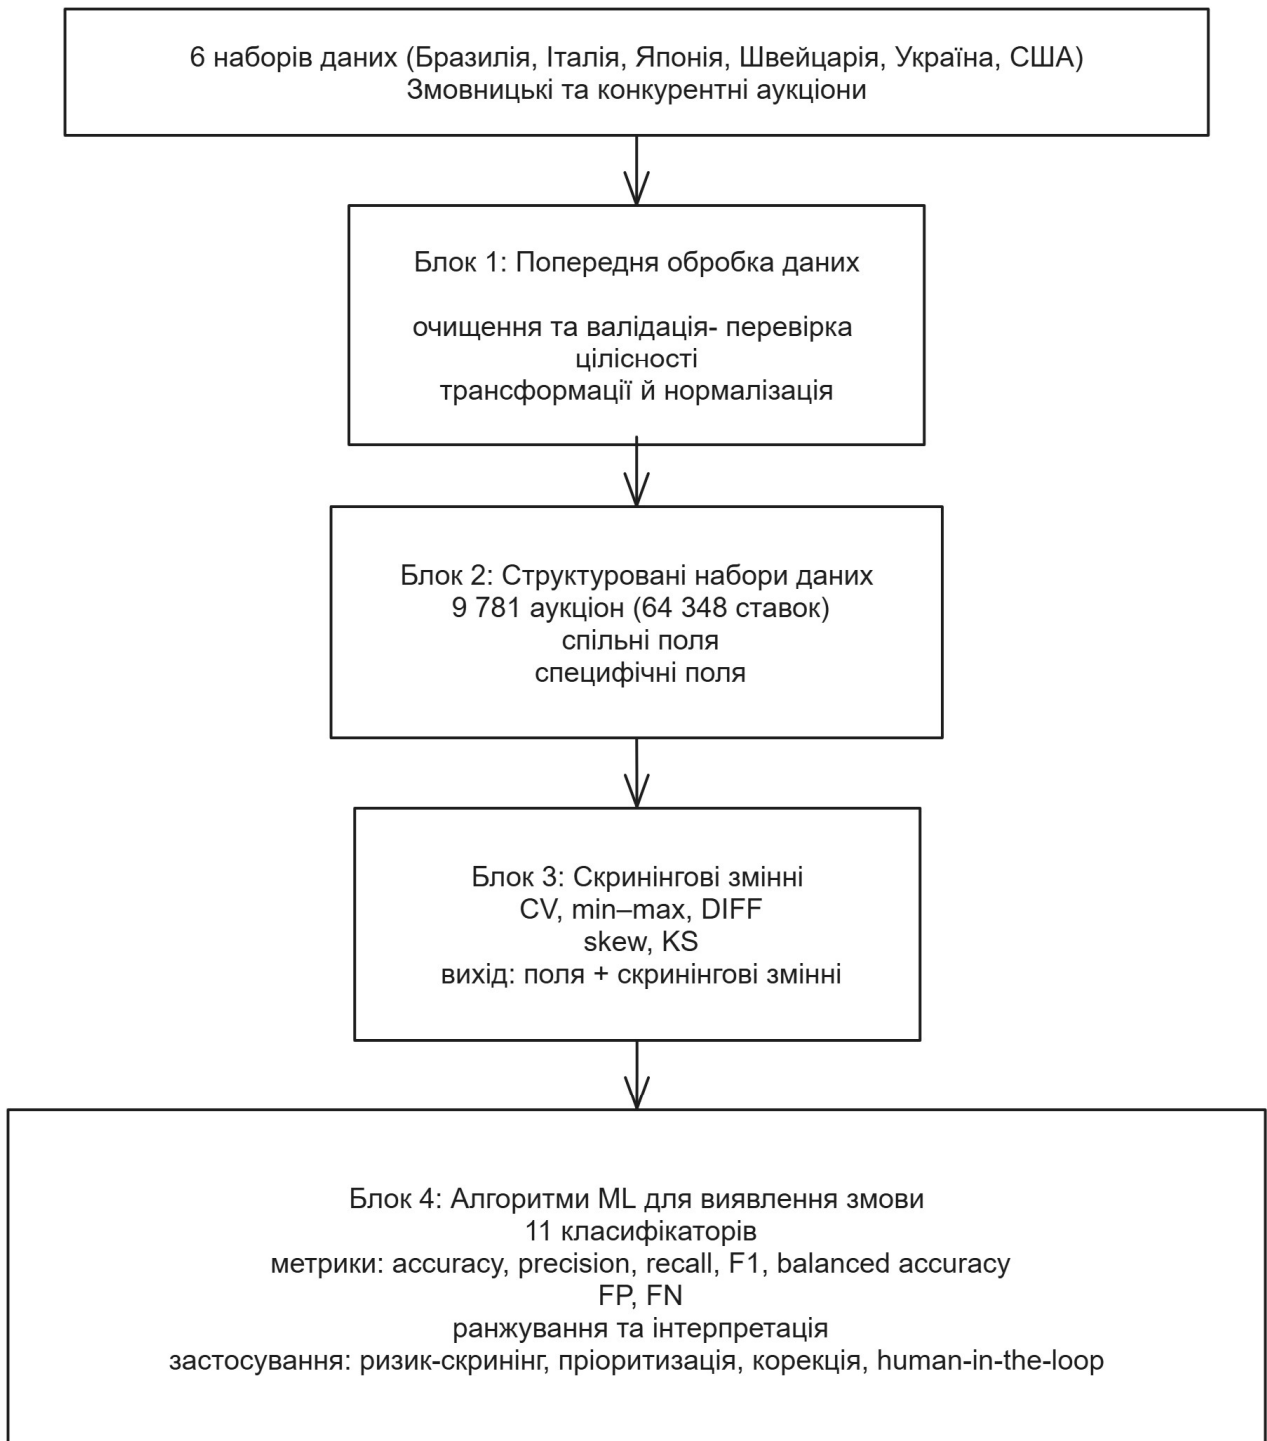 6 наборів даних (Бразилія, Італія, Японія, Швейцарія, Україна, США)
Змовницькі та конкурентні аукціони
Блок 1: Попередня обробка даних
очищення та валідація- перевірка
цілісності
трансформації й нормалізація
Блок 2: Структуровані набори даних
9 781 аукціон (64 348 ставок)
спільні поля
специфічні поля
Блок 3: Скринінгові змінні
CV, min–max, DIFF
skew, KS
вихід: поля + скринінгові змінні
Блок 4: Алгоритми ML для виявлення змови
11 класифікаторів
метрики: accuracy, precision, recall, F1, balanced accuracy
FP, FN
ранжування та інтерпретація
застосування: ризик-скринінг, пріоритизація, корекція, human-in-the-loop